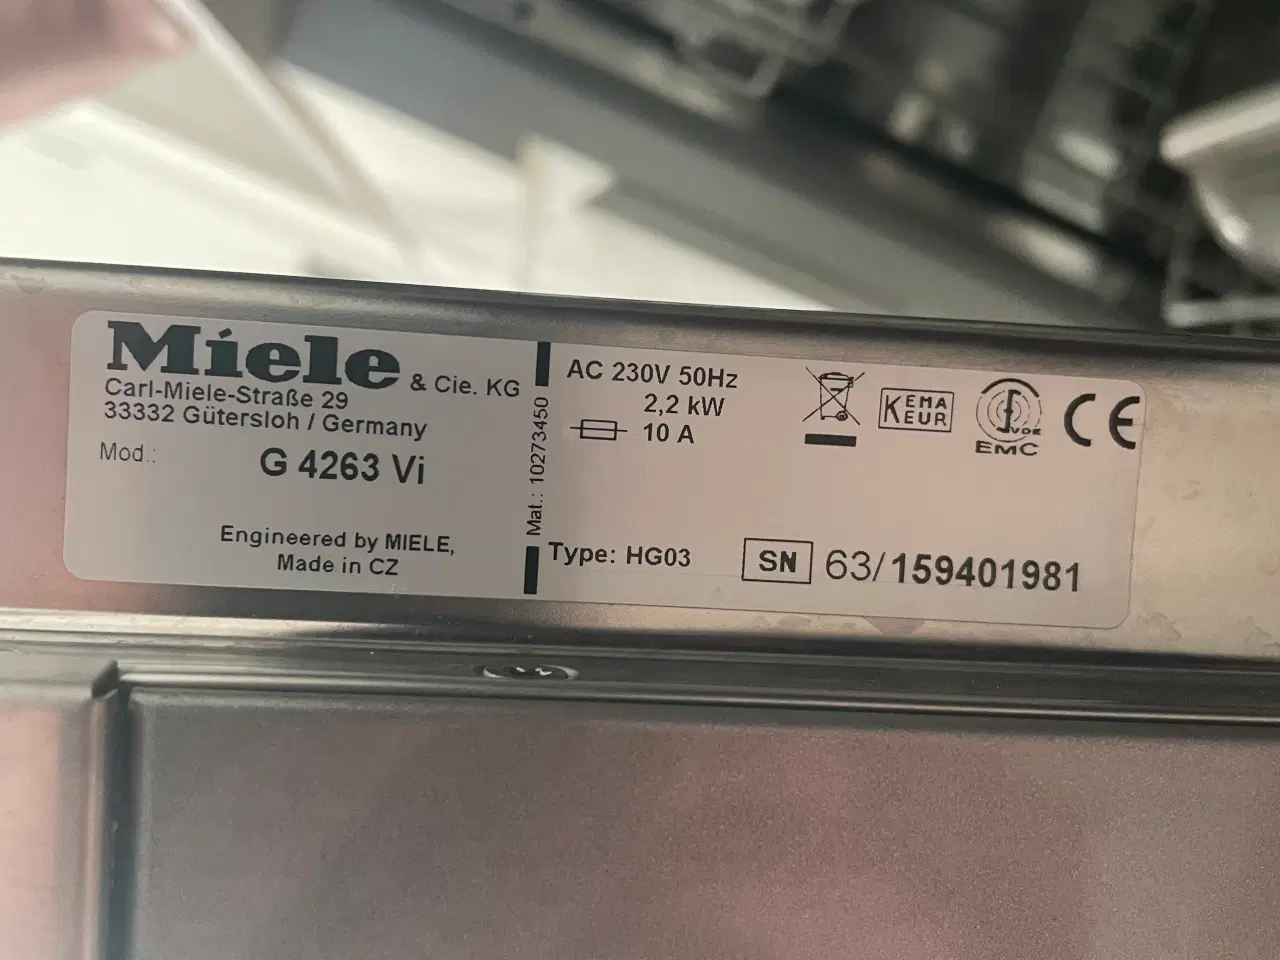 Miele & Cie. KG
Carl-Miele-Straße 29
33332 Gütersloh / Germany
Mod.: G 4263 Vi
Engineered by MIELE,
Made in CZ
Mat.: 10273450
AC 230V 50Hz
2,2 kW
10 A
KEMA
EUR
VDE
EMC
CE
Type: HG03
SN 63/159401981